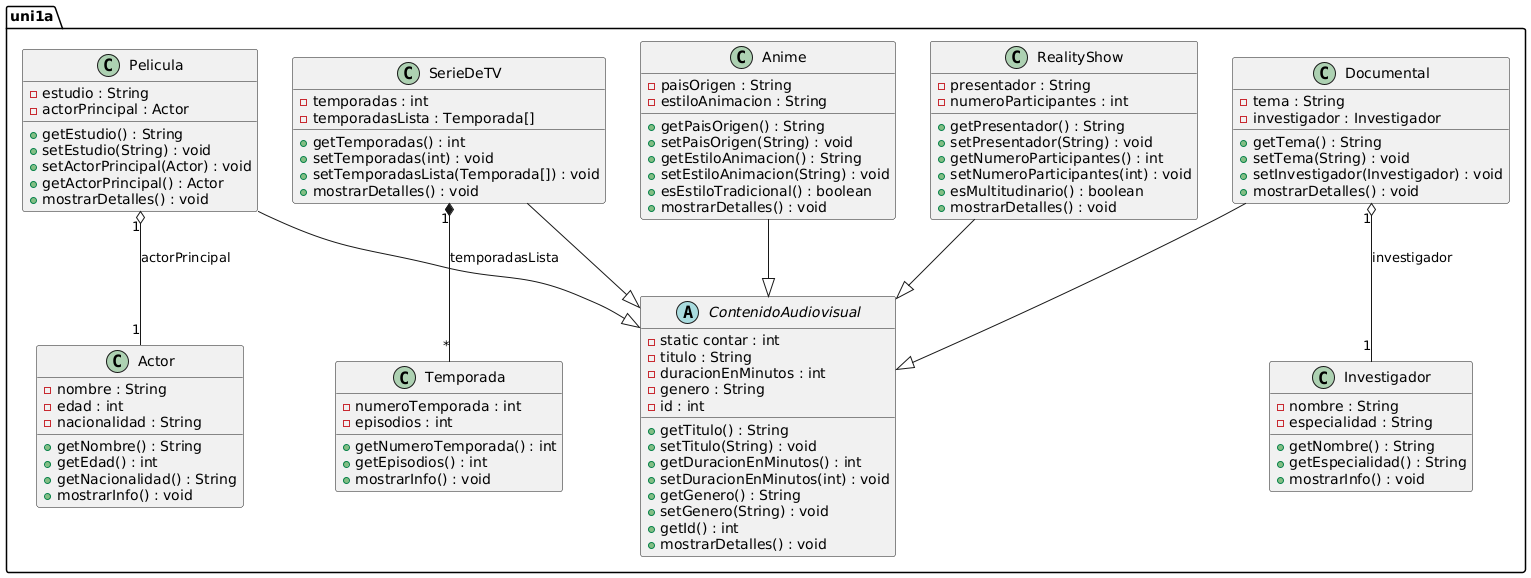 uni1a
C Pelicula
estudio : String
actorPrincipal : Actor
getEstudio() : String
setEstudio(String) : void
setActorPrincipal(Actor) : void
getActorPrincipal() : Actor
mostrarDetalles() : void
C SerieDeTV
temporadas : int
temporadasLista : Temporada[]
getTemporadas() : int
setTemporadas(int) : void
setTemporadasLista(Temporada[]) : void
mostrarDetalles() : void
C Anime
paisOrigen : String
estiloAnimacion : String
getPaisOrigen() : String
setPaisOrigen(String) : void
getEstiloAnimacion() : String
setEstiloAnimacion(String) : void
esEstiloTradicional() : boolean
mostrarDetalles() : void
C RealityShow
presentador : String
numeroParticipantes : int
getPresentador() : String
setPresentador(String) : void
getNumeroParticipantes() : int
setNumeroParticipantes(int) : void
esMultitudinario() : boolean
mostrarDetalles() : void
C Documental
tema : String
investigador : Investigador
getTema() : String
setTema(String) : void
setInvestigador(Investigador) : void
mostrarDetalles() : void
1
actorPrincipal
1
1
temporadasLista
*
1
investigador
1
C Actor
nombre : String
edad : int
nacionalidad : String
getNombre() : String
getEdad() : int
getNacionalidad() : String
mostrarInfo() : void
C Temporada
numeroTemporada : int
episodios : int
getNumeroTemporada() : int
getEpisodios() : int
mostrarInfo() : void
A ContenidoAudiovisual
static contar : int
titulo : String
duracionEnMinutos : int
genero : String
id : int
getTitulo() : String
setTitulo(String) : void
getDuracionEnMinutos() : int
setDuracionEnMinutos(int) : void
getGenero() : String
setGenero(String) : void
getId() : int
mostrarDetalles() : void
C Investigador
nombre : String
especialidad : String
getNombre() : String
getEspecialidad() : String
mostrarInfo() : void